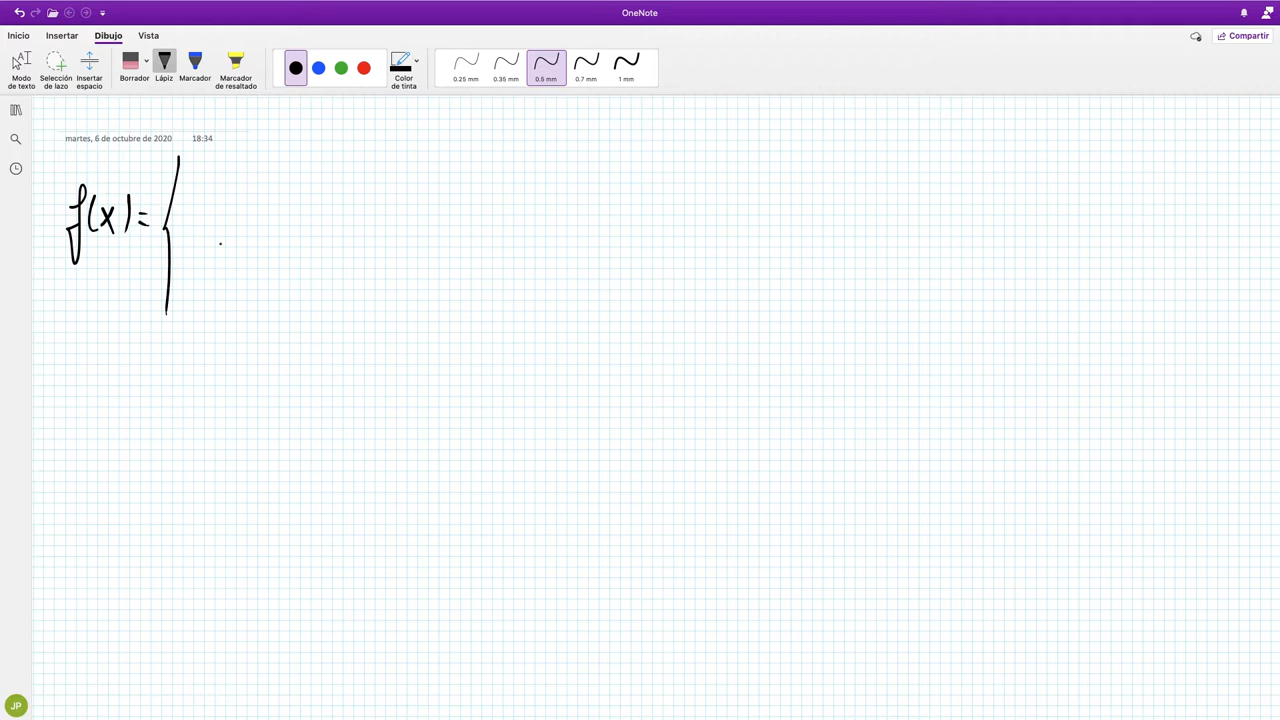 OneNote
Inicio Insertar Dibujo Vista
Compartir
Modo de texto
Selección de lazo
Insertar espacio
Borrador
Lápiz
Marcador
Marcador de resaltado
Color de tinta
0.25 mm
0.35 mm
0.5 mm
0.7 mm
1 mm
martes, 6 de octubre de 2020 18:34
f(x)= {
JP